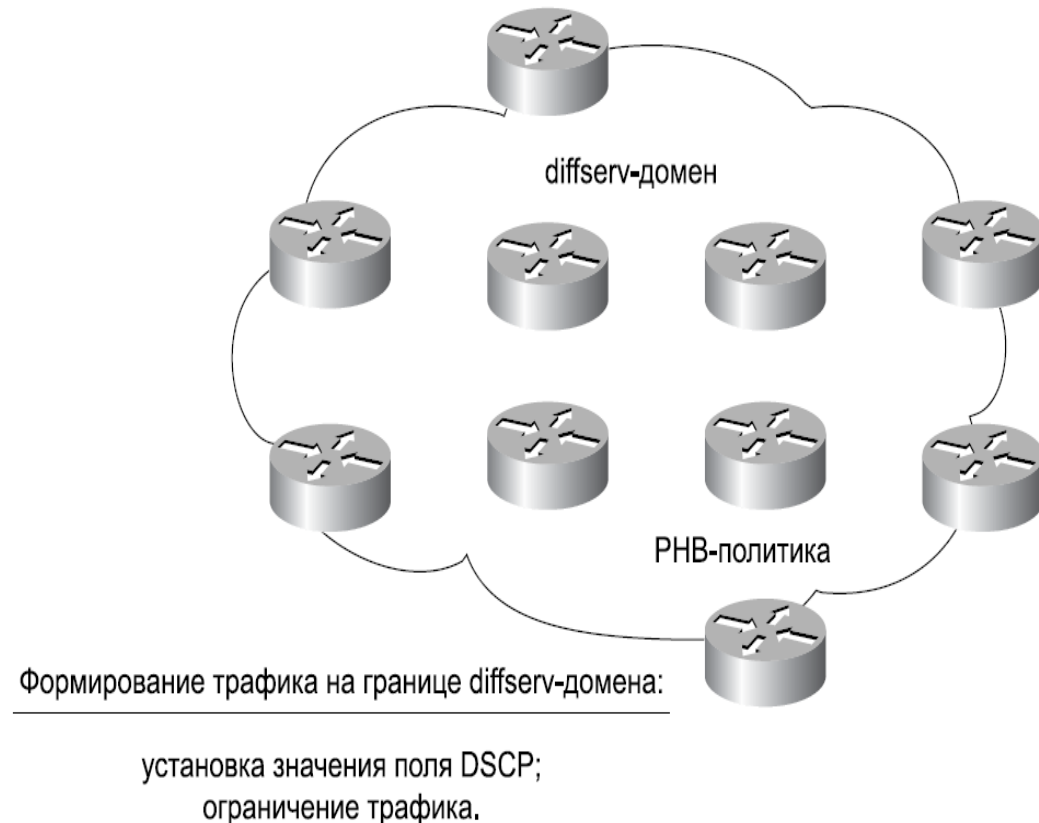 diffserv-домен
PHB-политика
Формирование трафика на границе diffserv-домена:
установка значения поля DSCP;
ограничение трафика.